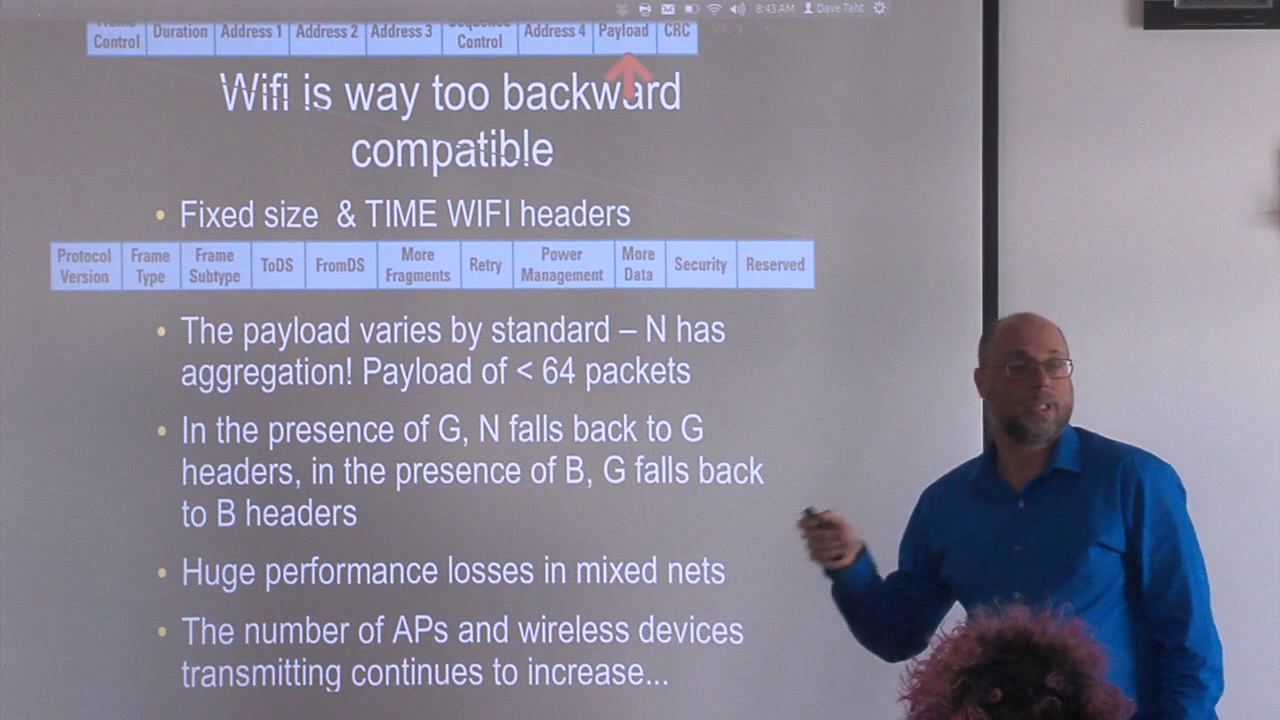 8:43 AM Dave Taht
Frame Control Duration Address 1 Address 2 Address 3 Sequence Control Address 4 Payload CRC
Wifi is way too backward
compatible
• Fixed size & TIME WIFI headers
Protocol Version Frame Type Frame Subtype ToDS FromDS More Fragments Retry Power Management More Data Security Reserved
• The payload varies by standard – N has
aggregation! Payload of < 64 packets
• In the presence of G, N falls back to G
headers, in the presence of B, G falls back
to B headers
• Huge performance losses in mixed nets
• The number of APs and wireless devices
transmitting continues to increase...